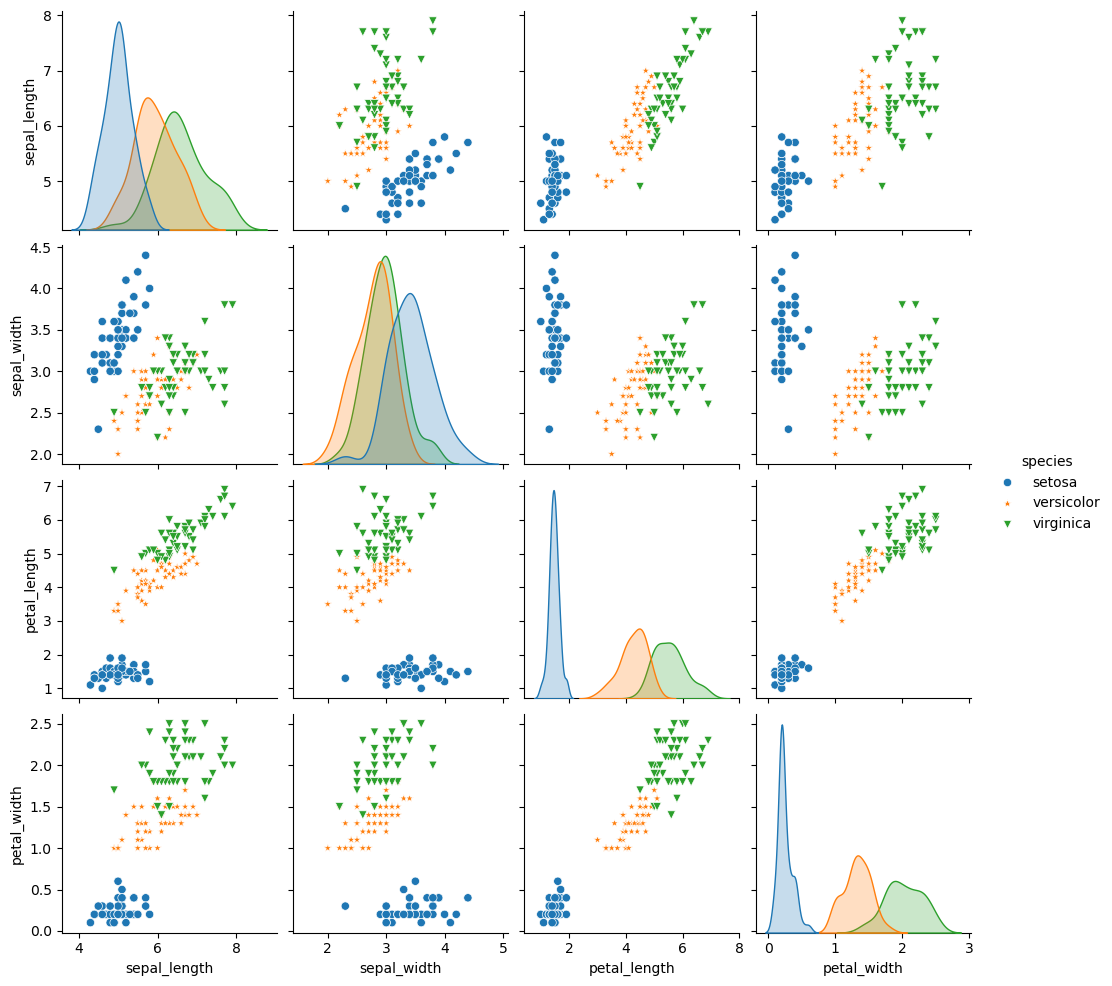 8
7
6
5
sepal_length
4.5
4.0
3.5
3.0
2.5
2.0
sepal_width
species
setosa
versicolor
virginica
7
6
5
4
3
2
1
petal_length
2.5
2.0
1.5
1.0
0.5
0.0
petal_width
4 6 8 2 3 4 5 2 4 6 8 0 1 2 3
sepal_length sepal_width petal_length petal_width